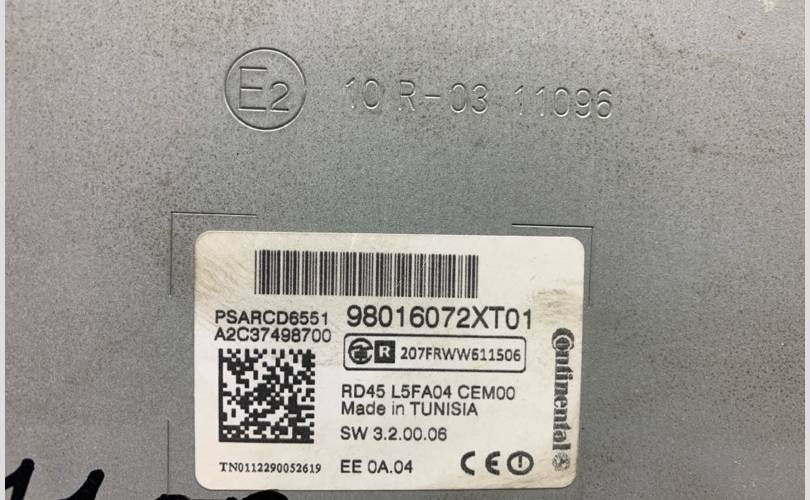 E2 10 R-03 11096
PSARCD6551 98016072XT01
A2C37498700
R 207FRWW611506
RD45 L5FA04 CEM00
Made in TUNISIA
SW 3.2.00.06
TN0112290052619 EE 0A.04 CE
Continental